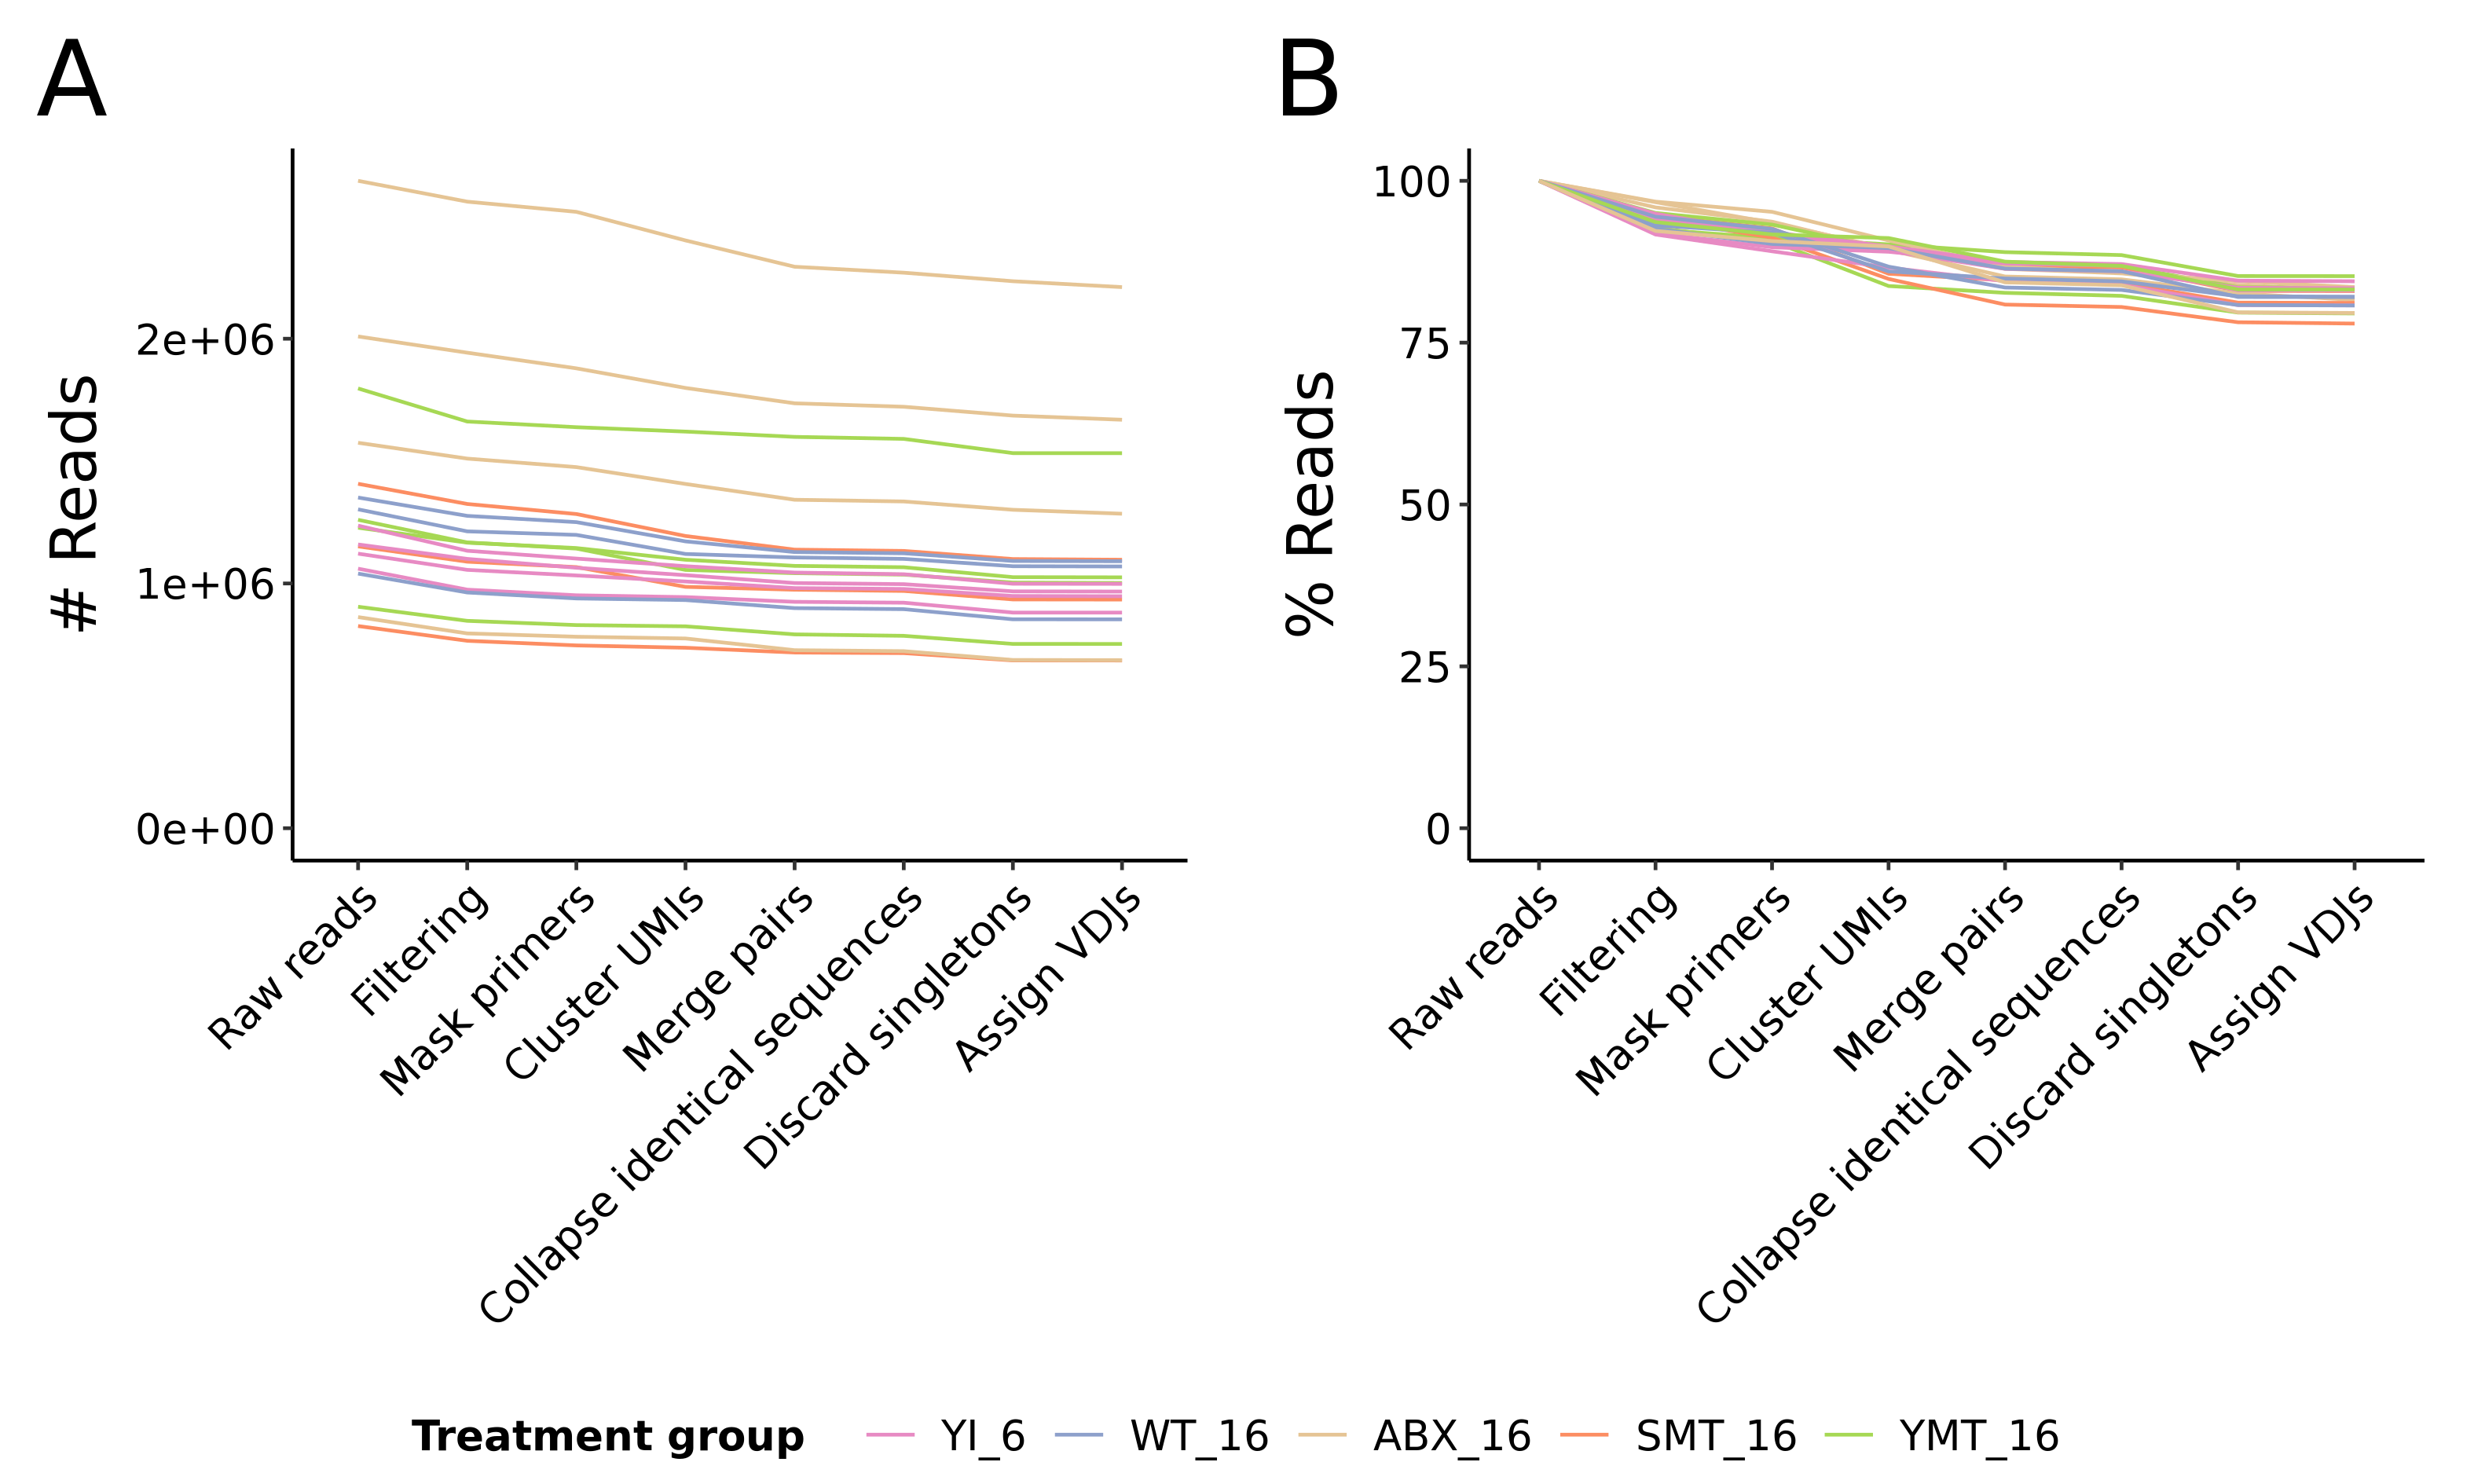 A
# Reads
2e+06
1e+06
0e+00
Raw reads
Filtering
Mask primers
Cluster UMIs
Merge pairs
Collapse identical sequences
Discard singletons
Assign VDJs
B
% Reads
100
75
50
25
0
Raw reads
Filtering
Mask primers
Cluster UMIs
Merge pairs
Collapse identical sequences
Discard singletons
Assign VDJs
Treatment group YI_6 WT_16 ABX_16 SMT_16 YMT_16